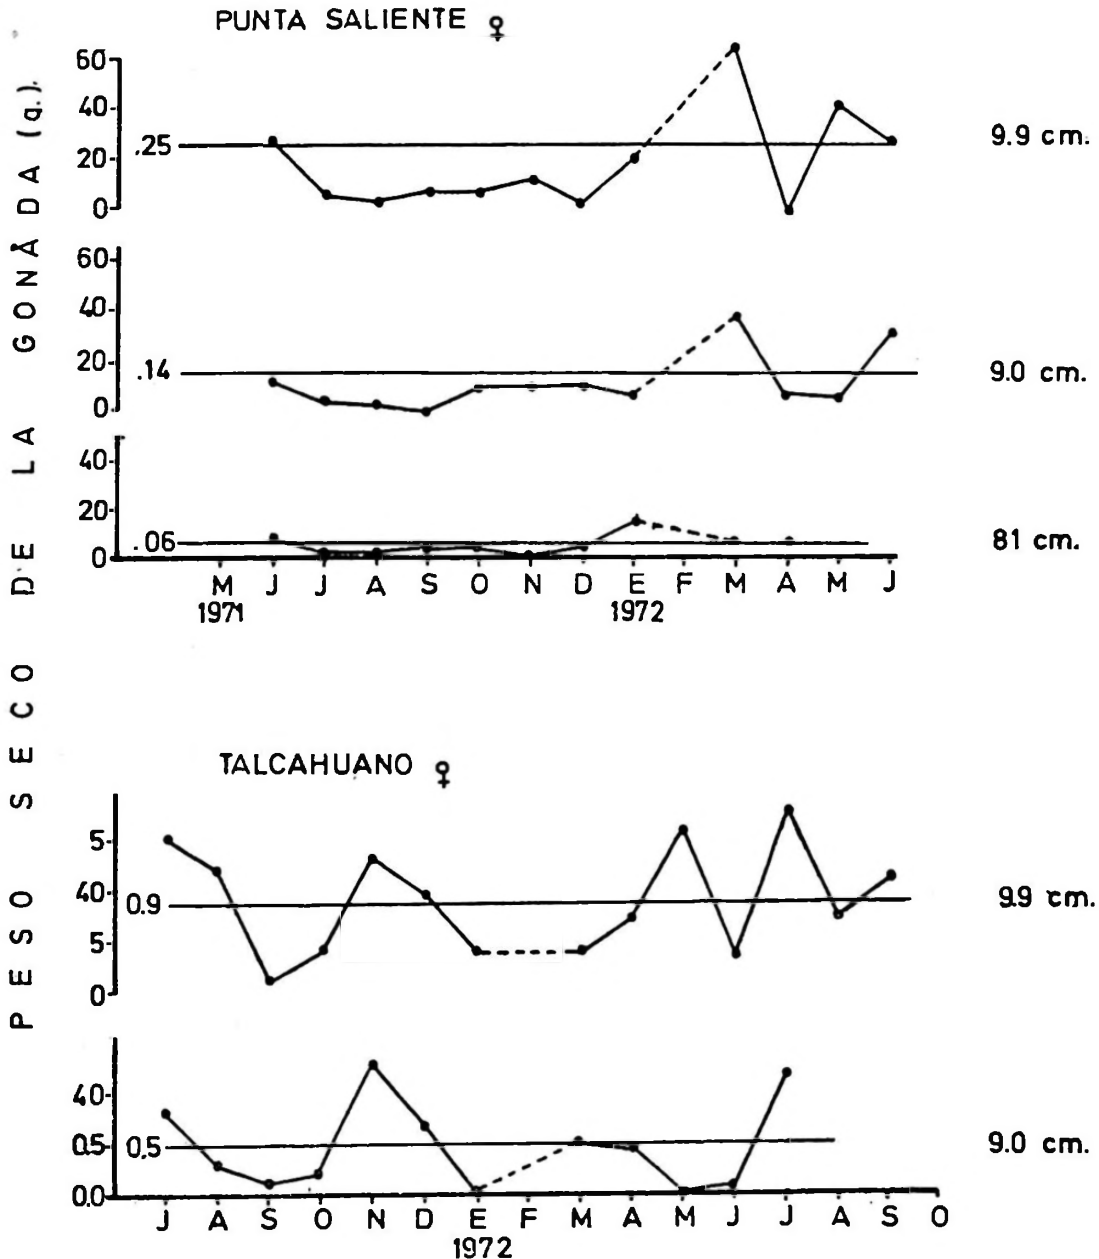 PUNTA SALIENTE ♀
PESO SECO DE LA GONÅDA (g.).
60
40
20
0
.25
9.9 cm.
60
40
20
0
.14
9.0 cm.
40
20
0
.06
81 cm.
M J J A S O N D E F M A M J
1971 1972
TALCAHUANO ♀
5
40
5
0
0.9
9.9 cm.
40
0.5
0.0
0,5
9.0 cm.
J A S O N D E F M A M J J A S O
1972